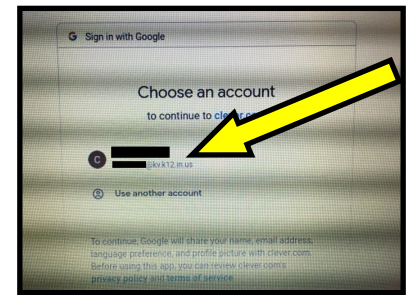 G Sign in with Google
Choose an account
to continue to clever.com
C
@kv.k12.in.us
Use another account
To continue, Google will share your name, email address,
language preference, and profile picture with clever.com.
Before using this app, you can review clever.com's
privacy policy and terms of service.